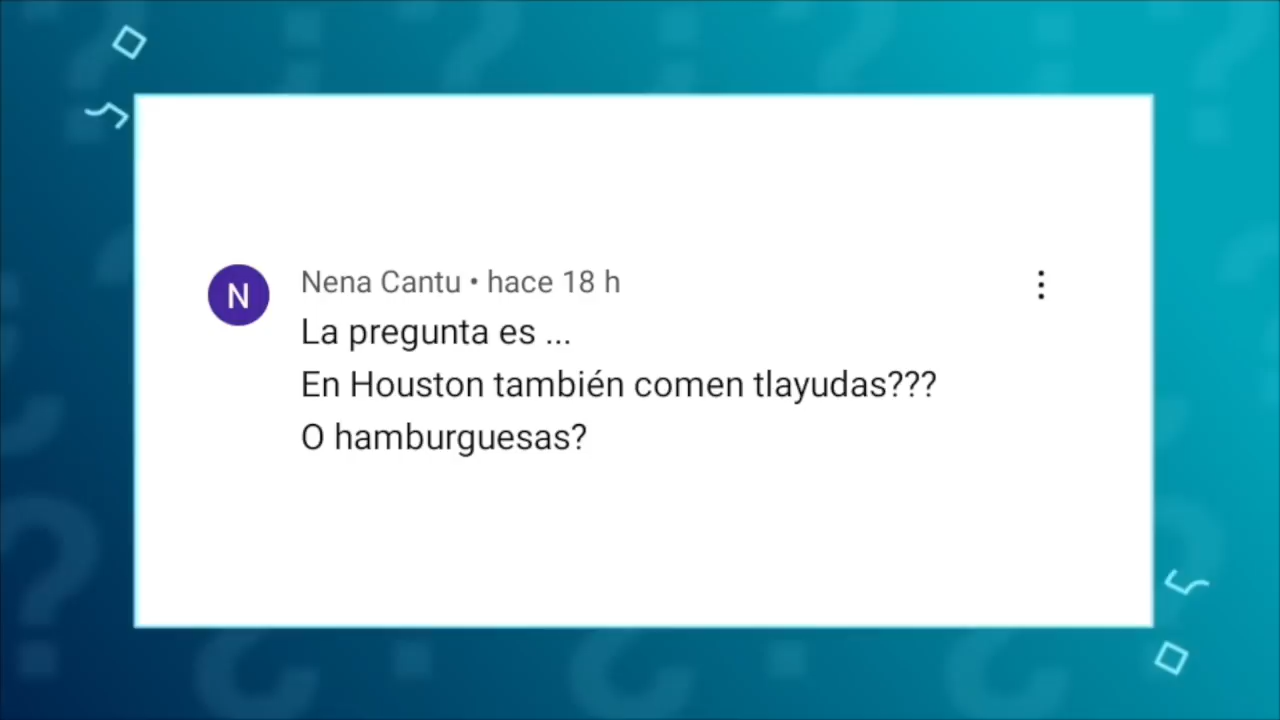 N
Nena Cantu • hace 18 h
La pregunta es ...
En Houston también comen tlayudas???
O hamburguesas?